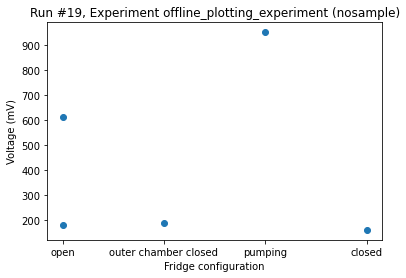 Run #19, Experiment offline_plotting_experiment (nosample)
900
800
700
600
500
400
300
200
Voltage (mV)
open outer chamber closed pumping closed
Fridge configuration